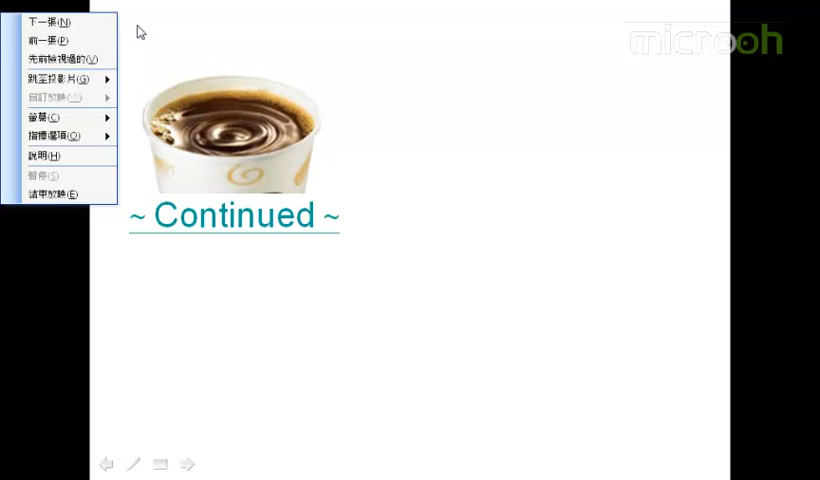 下一張(N)
前一張(P)
先前檢視過的(V)
跳至投影片(G)
自訂放映(W)
螢幕(C)
指標選項(O)
說明(H)
暫停(S)
結束放映(E)
microoh
~ Continued ~